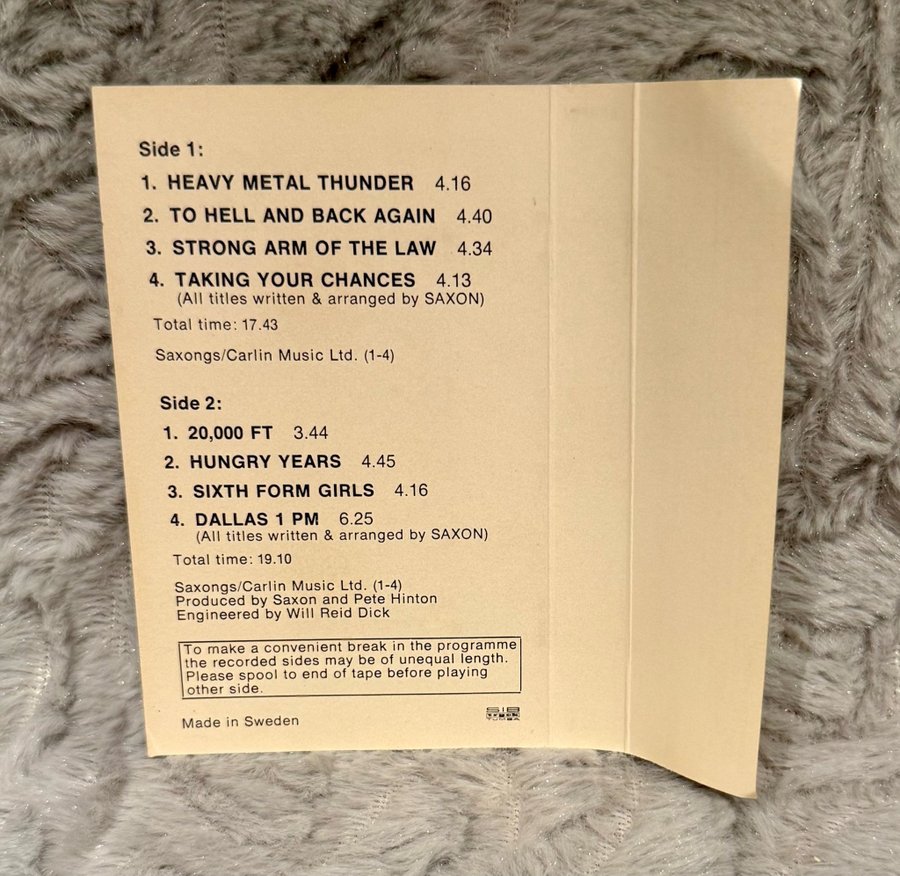 Side 1:
1. HEAVY METAL THUNDER 4.16
2. TO HELL AND BACK AGAIN 4.40
3. STRONG ARM OF THE LAW 4.34
4. TAKING YOUR CHANCES 4.13
(All titles written & arranged by SAXON)
Total time: 17.43
Saxongs/Carlin Music Ltd. (1-4)
Side 2:
1. 20,000 FT 3.44
2. HUNGRY YEARS 4.45
3. SIXTH FORM GIRLS 4.16
4. DALLAS 1 PM 6.25
(All titles written & arranged by SAXON)
Total time: 19.10
Saxongs/Carlin Music Ltd. (1-4)
Produced by Saxon and Pete Hinton
Engineered by Will Reid Dick
To make a convenient break in the programme
the recorded sides may be of unequal length.
Please spool to end of tape before playing
other side.
Made in Sweden